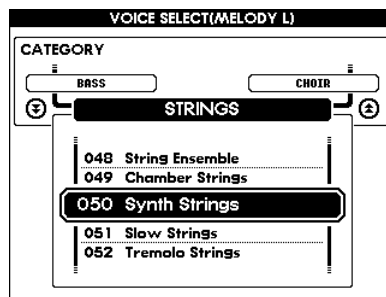 VOICE SELECT(MELODY L)
CATEGORY
BASS CHOIR
STRINGS
048 String Ensemble
049 Chamber Strings
050 Synth Strings
051 Slow Strings
052 Tremolo Strings